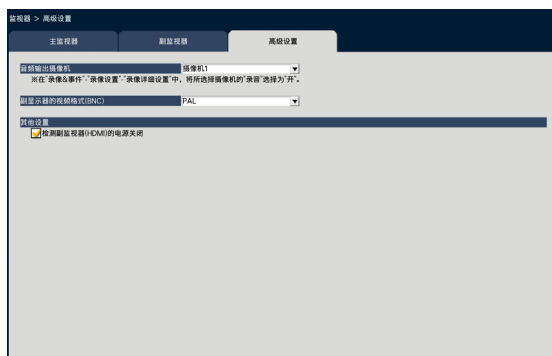 监视器 > 高级设置
主监视器 副监视器 高级设置
音频输出摄像机 摄像机1
※在"录像&事件"-"录像设置"-"录像详细设置"中，将所选择摄像机的"录音"选择为"开"。
副显示器的视频格式(BNC) PAL
其他设置
检测副监视器(HDMI)的电源关闭